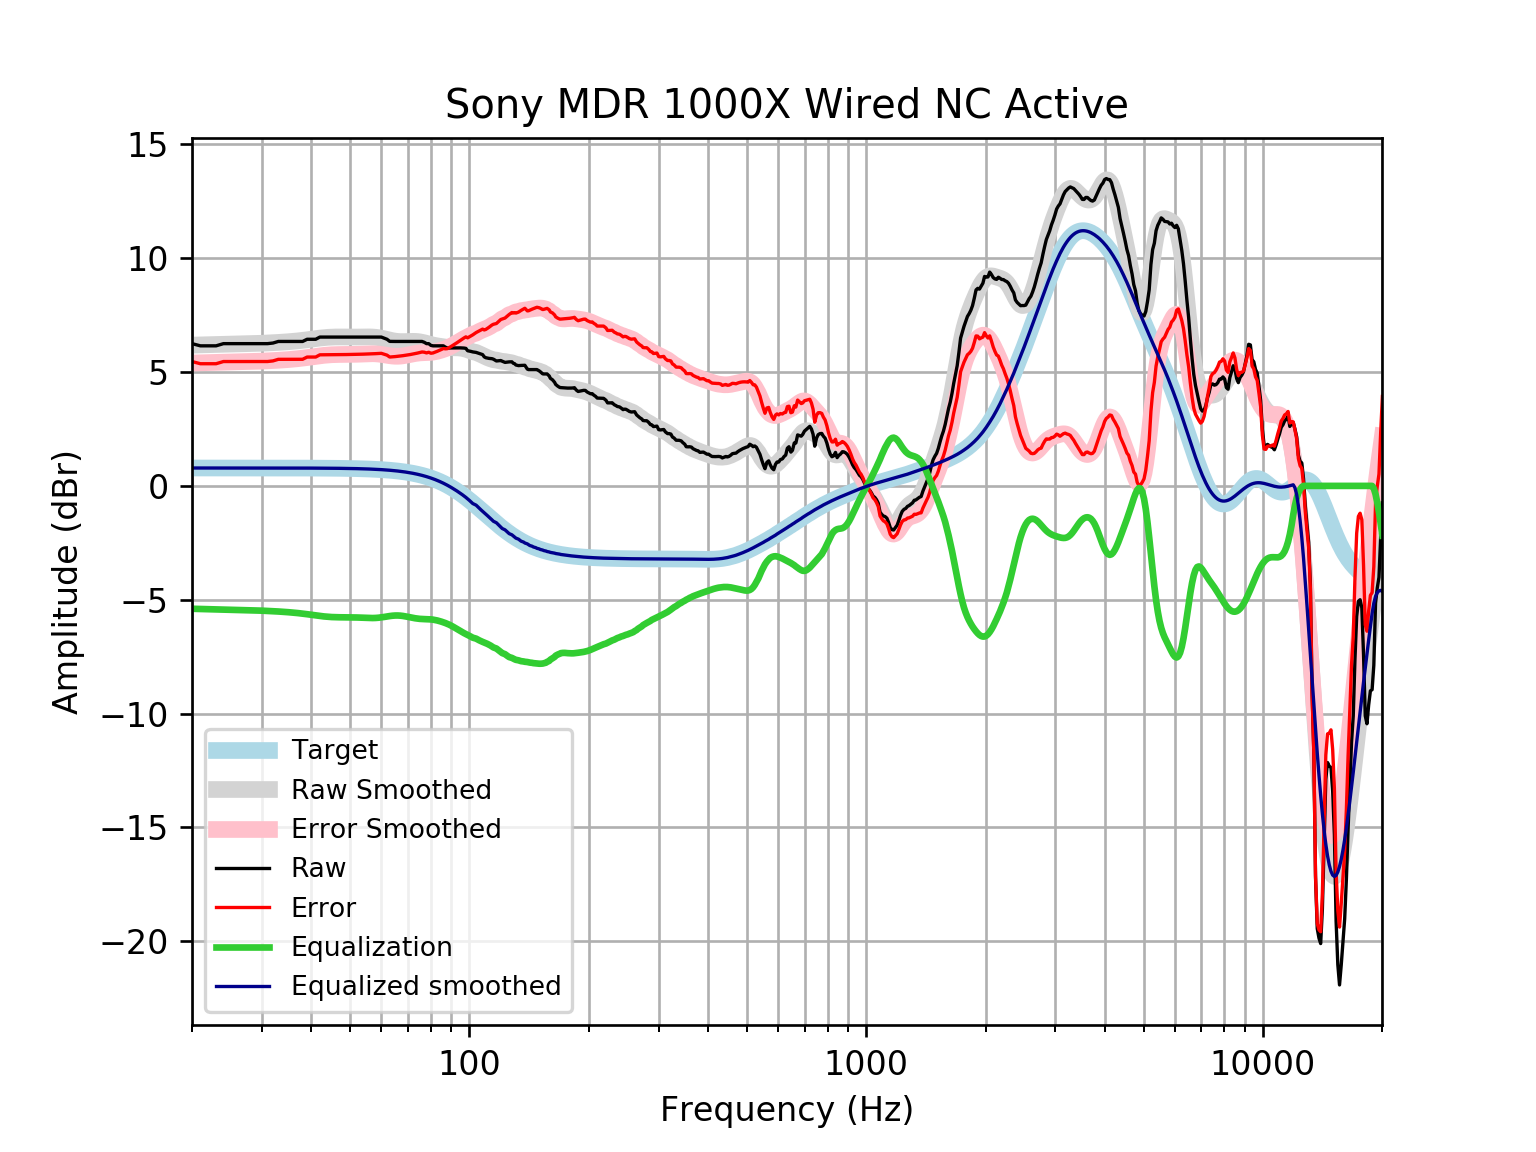 Sony MDR 1000X Wired NC Active
15
10
5
0
−5
−10
−15
−20
Amplitude (dBr)
Target
Raw Smoothed
Error Smoothed
Raw
Error
Equalization
Equalized smoothed
100
1000
10000
Frequency (Hz)